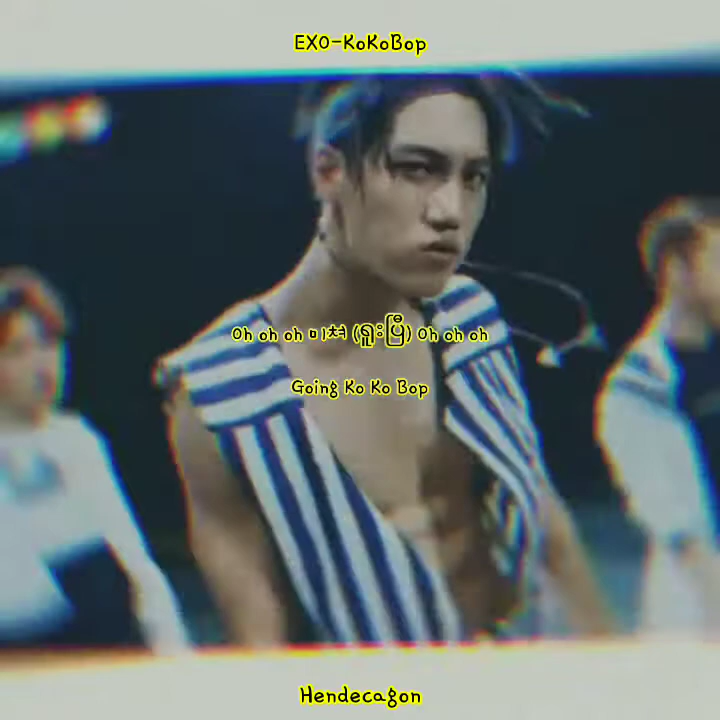 EXO-KoKoBop
Oh oh oh 미쳐 (ရူးပြီ) Oh oh oh
Going Ko Ko Bop
Hendecagon